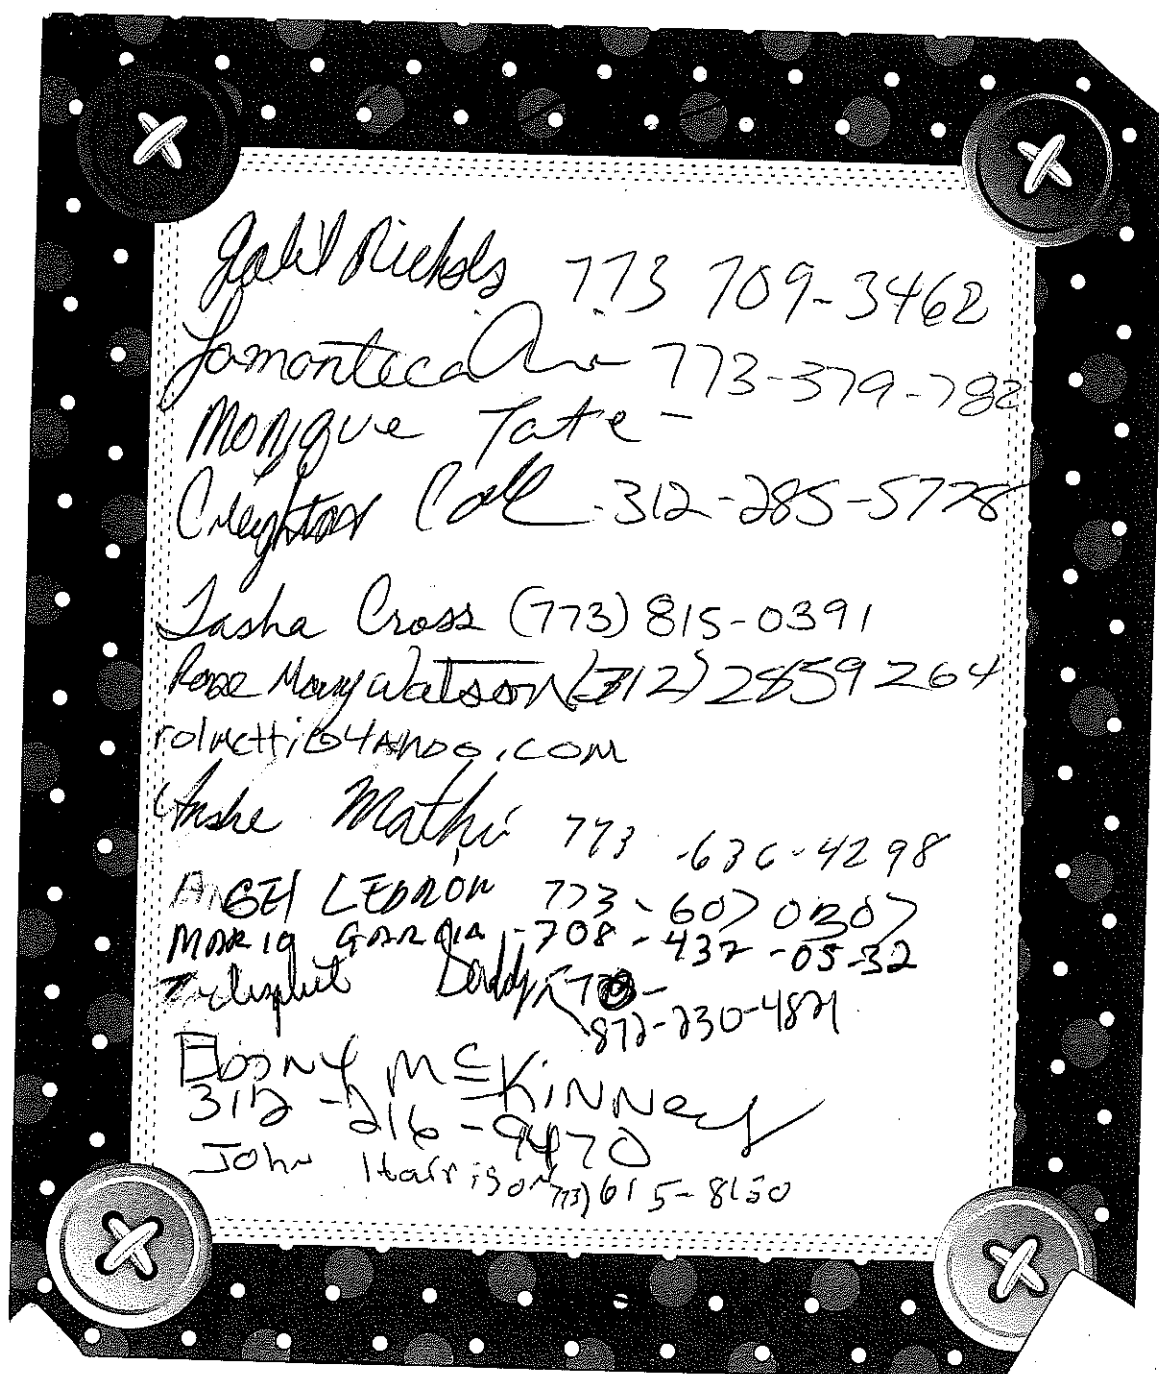 Nichols 773 709-3462
773-379-782
Monique Tate -
Creighton 312-285-5778
Tasha Cross (773) 815-0391
Rose Mary Watson (312) 2859264
773-636-4298
ANGEl LEBRON 773-607 0307
MARIA GARCIA -708-437-05-32
Daddy
872-230-4821
Ebony McKinney
312-216-9470
John Harrison 773) 615-8150